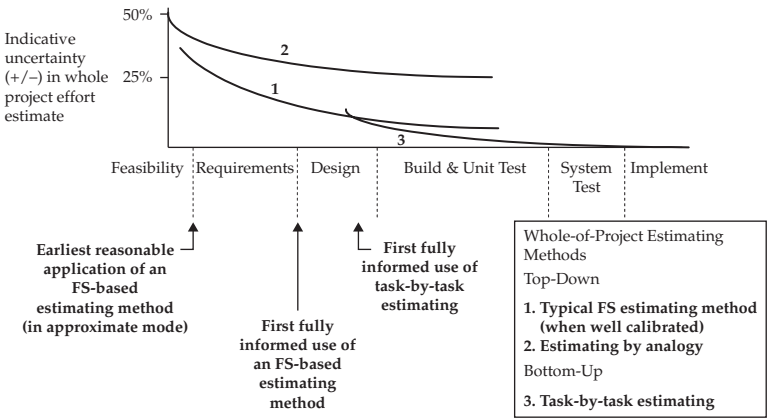 50%
Indicative
uncertainty
(+/−) in whole
project effort
estimate
25%
2
1
3
Feasibility
Requirements
Design
Build & Unit Test
System
Test
Implement
Earliest reasonable
application of an
FS-based
estimating method
(in approximate mode)
First fully
informed use of
an FS-based
estimating
method
First fully
informed use of
task-by-task
estimating
Whole-of-Project Estimating
Methods
Top-Down
1. Typical FS estimating method
(when well calibrated)
2. Estimating by analogy
Bottom-Up
3. Task-by-task estimating